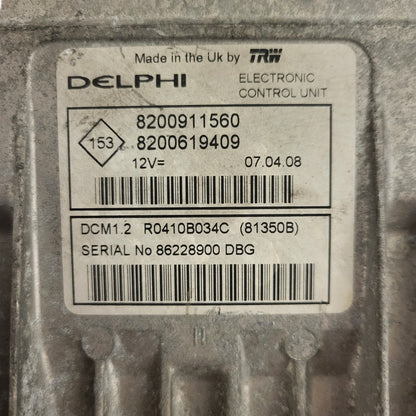 Made in the Uk by TRW
DELPHI
ELECTRONIC
CONTROL UNIT
153
8200911560
8200619409
12V=
07.04.08
DCM1.2 R0410B034C (81350B)
SERIAL No 86228900 DBG